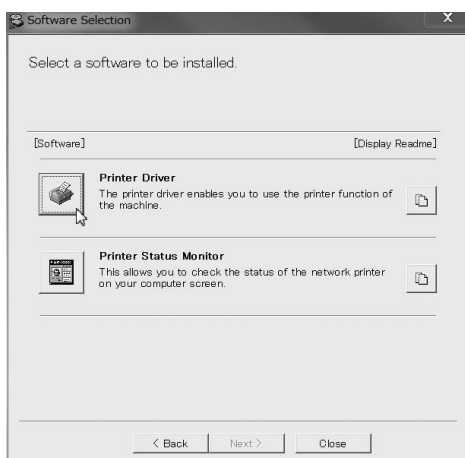 Software Selection
Select a software to be installed.
[Software] [Display Readme]
Printer Driver
The printer driver enables you to use the printer function of
the machine.
Printer Status Monitor
This allows you to check the status of the network printer
on your computer screen.
< Back Next > Close